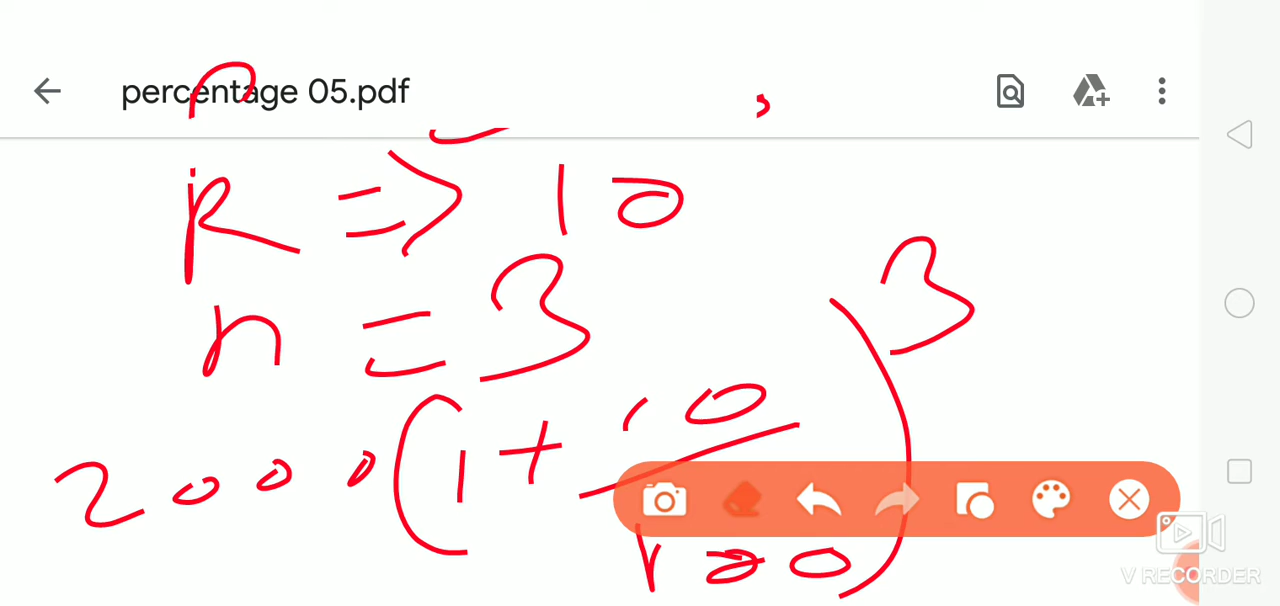 percentage 05.pdf
R => 10
n = 3
2000(1 + 10/100)3
V RECORDER